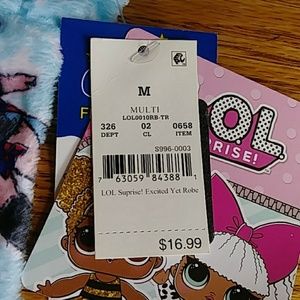 M
MULTI
LOL0010RB-TR
326 02 0658
DEPT CL ITEM
S996-0003
7 63059 84388 1
LOL Suprise! Excited Yet Robe
$16.99
LOL
SURPRISE!